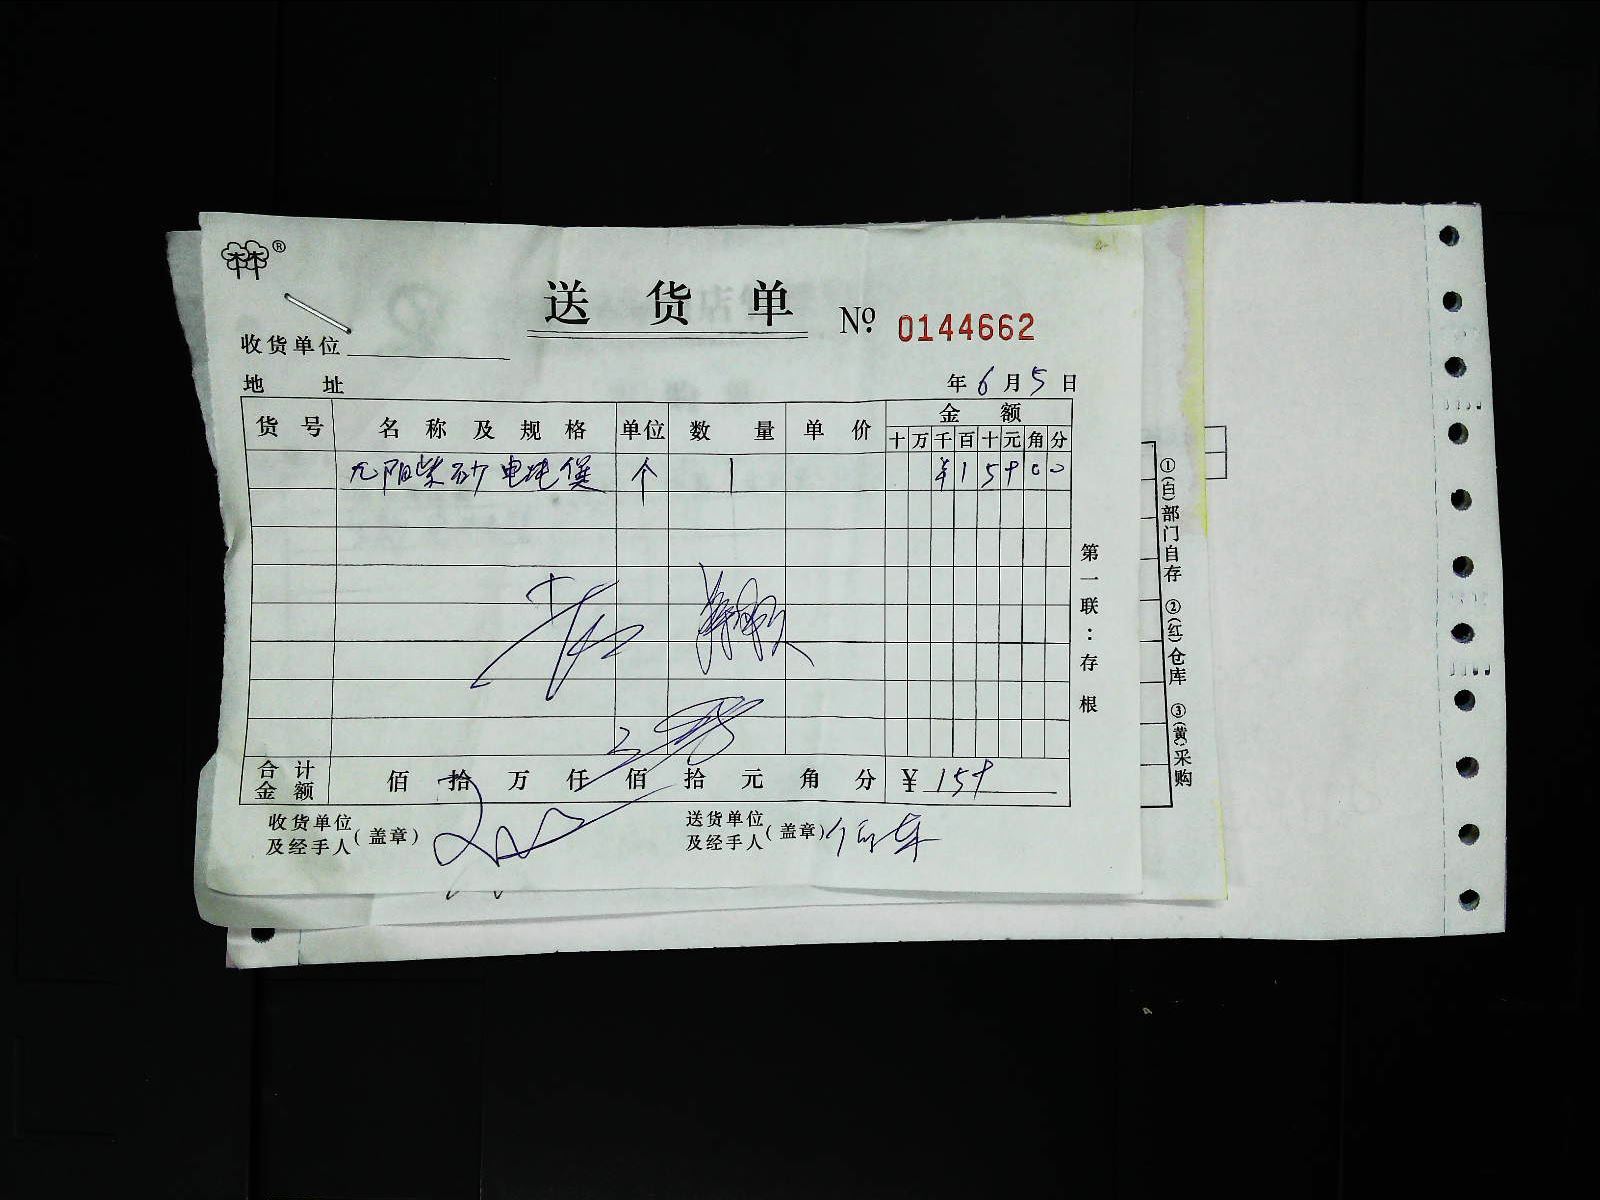 ®
送货单 № 0144662
收货单位
地址 年6月5日
货号 名称及规格 单位 数量 单价 金额
十万千百十元角分
九阳紫砂电炖煲 个 1 ¥15900
合计金额 佰拾万仟佰拾元角分 ¥159
收货单位及经手人(盖章)
送货单位及经手人(盖章)
第一联:存根
①(白)部门自存 ②(红)仓库 ③(黄)采购